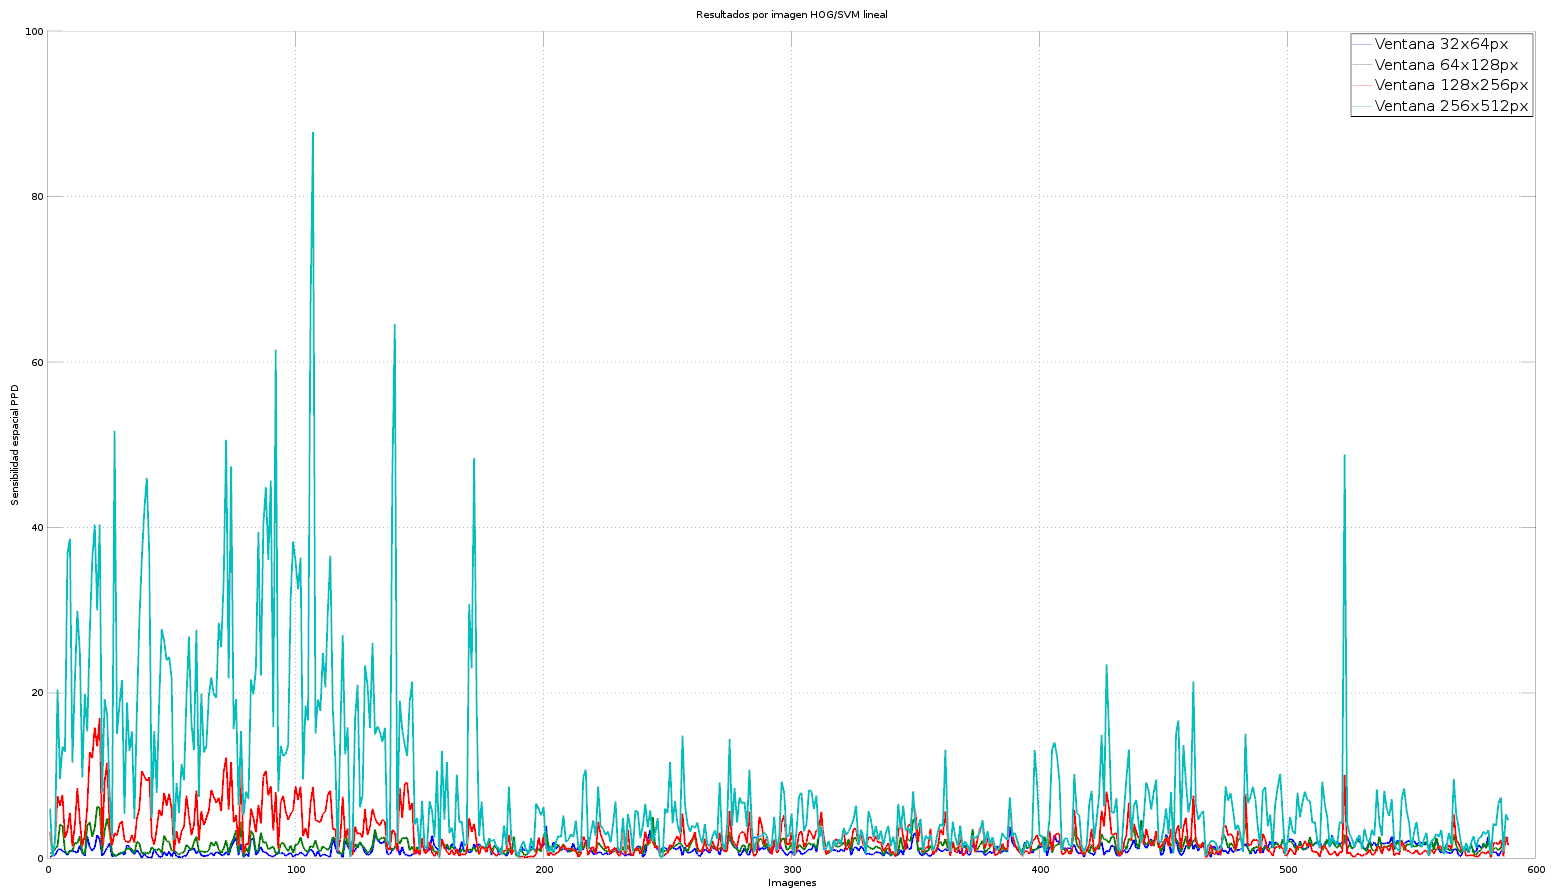 Resultados por imagen HOG/SVM lineal
100
Ventana 32x64px
Ventana 64x128px
Ventana 128x256px
Ventana 256x512px
80
60
Sensibilidad espacial PPD
40
20
0
0 100 200 300 400 500 600
Imagenes